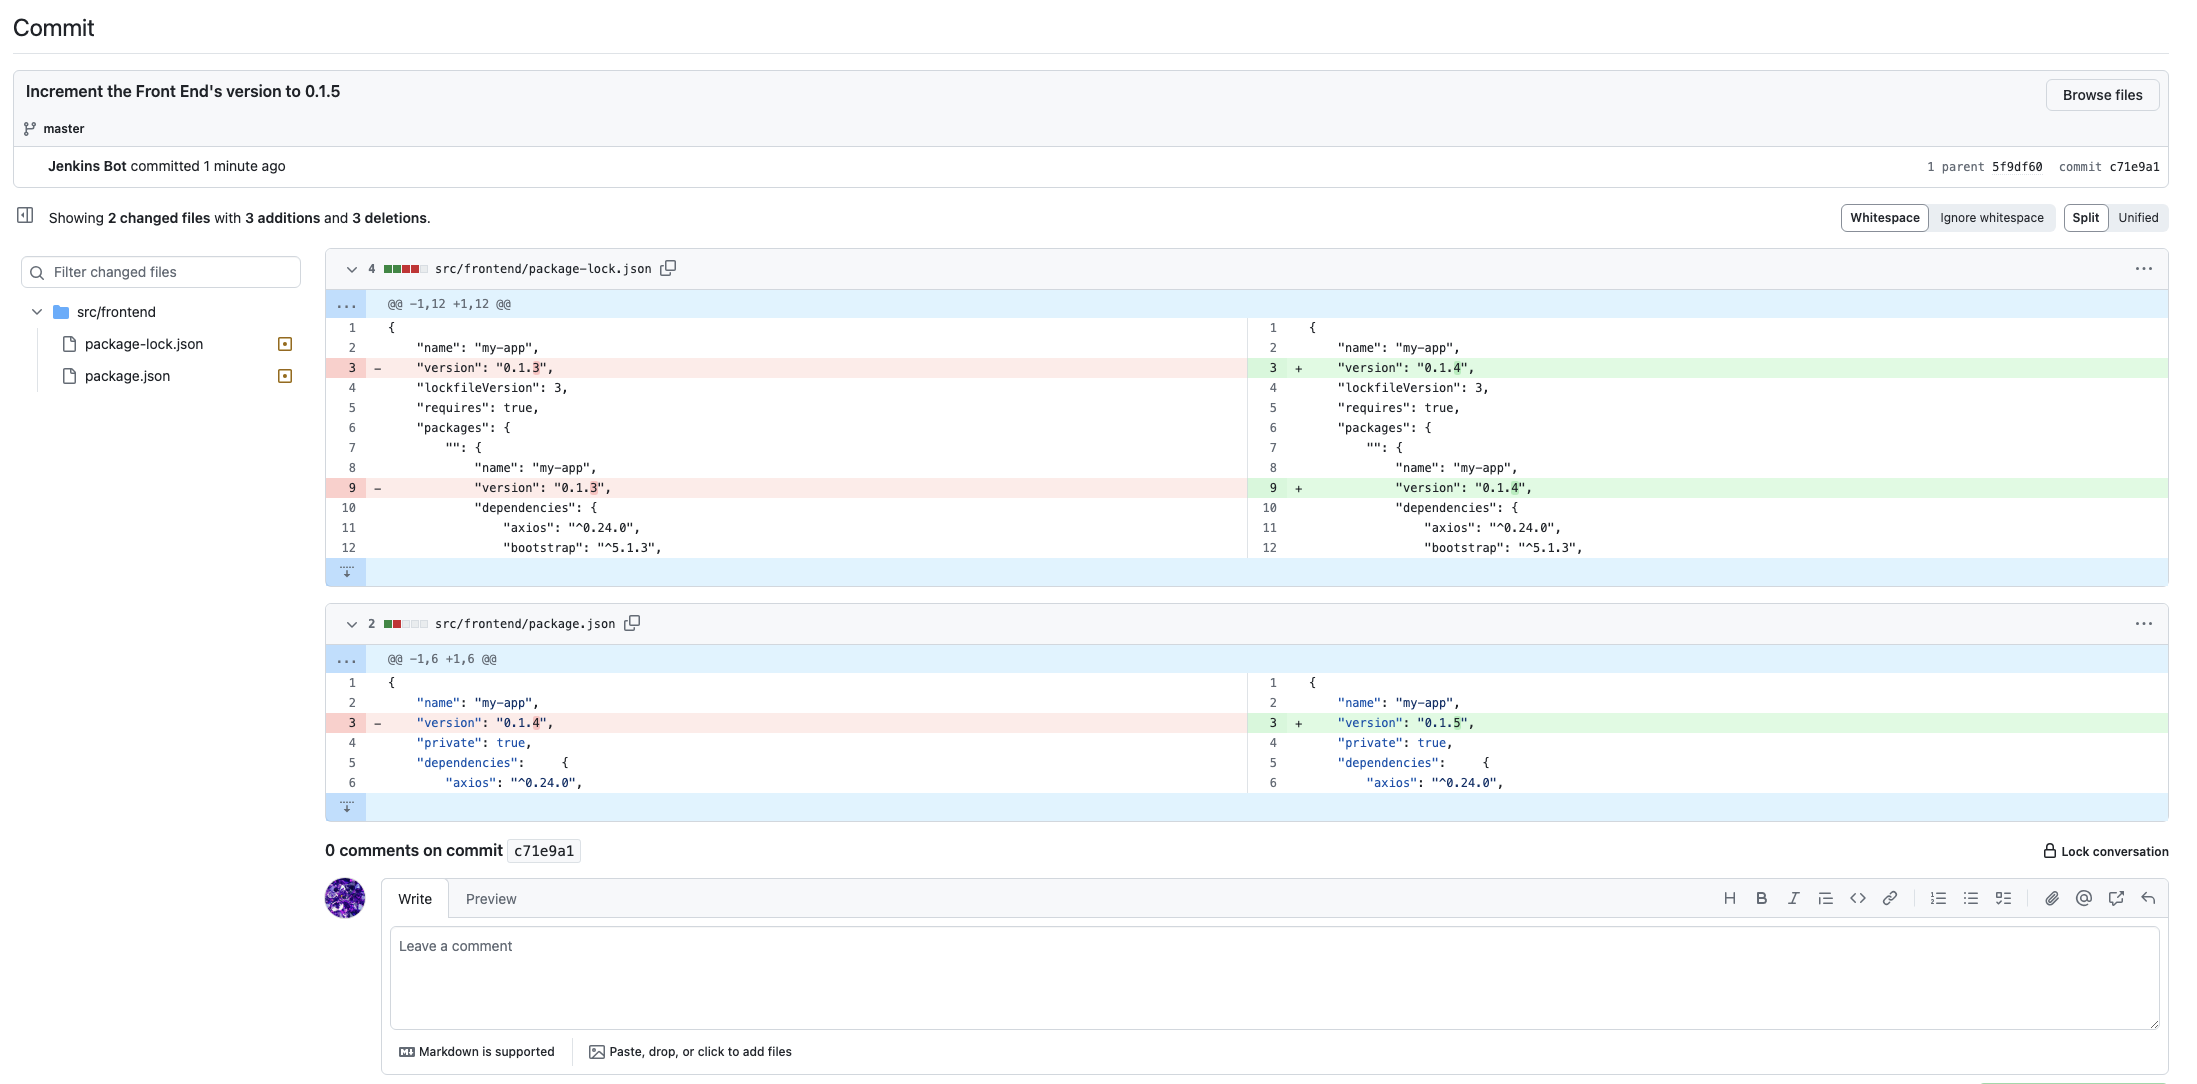 Commit
Increment the Front End's version to 0.1.5
Browse files
master
Jenkins Bot committed 1 minute ago
1 parent 5f9df60 commit c71e9a1
Showing 2 changed files with 3 additions and 3 deletions.
Whitespace Ignore whitespace Split Unified
Filter changed files
src/frontend
package-lock.json
package.json
4 src/frontend/package-lock.json
@@ -1,12 +1,12 @@
1 {
2 "name": "my-app",
3 - "version": "0.1.3",
4 "lockfileVersion": 3,
5 "requires": true,
6 "packages": {
7 "": {
8 "name": "my-app",
9 - "version": "0.1.3",
10 "dependencies": {
11 "axios": "^0.24.0",
12 "bootstrap": "^5.1.3",
1 {
2 "name": "my-app",
3 + "version": "0.1.4",
4 "lockfileVersion": 3,
5 "requires": true,
6 "packages": {
7 "": {
8 "name": "my-app",
9 + "version": "0.1.4",
10 "dependencies": {
11 "axios": "^0.24.0",
12 "bootstrap": "^5.1.3",
2 src/frontend/package.json
@@ -1,6 +1,6 @@
1 {
2 "name": "my-app",
3 - "version": "0.1.4",
4 "private": true,
5 "dependencies": {
6 "axios": "^0.24.0",
1 {
2 "name": "my-app",
3 + "version": "0.1.5",
4 "private": true,
5 "dependencies": {
6 "axios": "^0.24.0",
0 comments on commit c71e9a1
Lock conversation
Write Preview
Leave a comment
Markdown is supported
Paste, drop, or click to add files